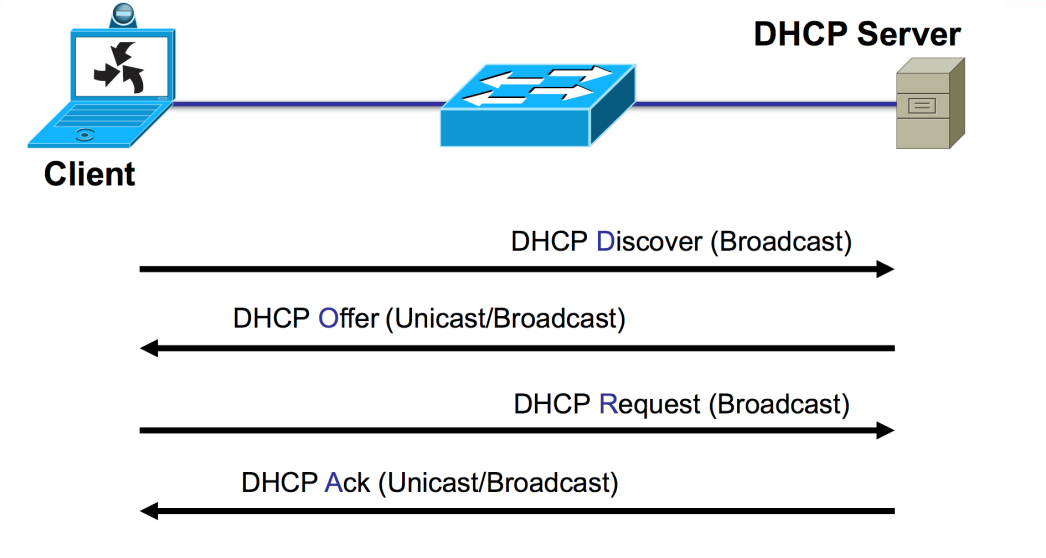 DHCP Server
Client
DHCP Discover (Broadcast)
DHCP Offer (Unicast/Broadcast)
DHCP Request (Broadcast)
DHCP Ack (Unicast/Broadcast)